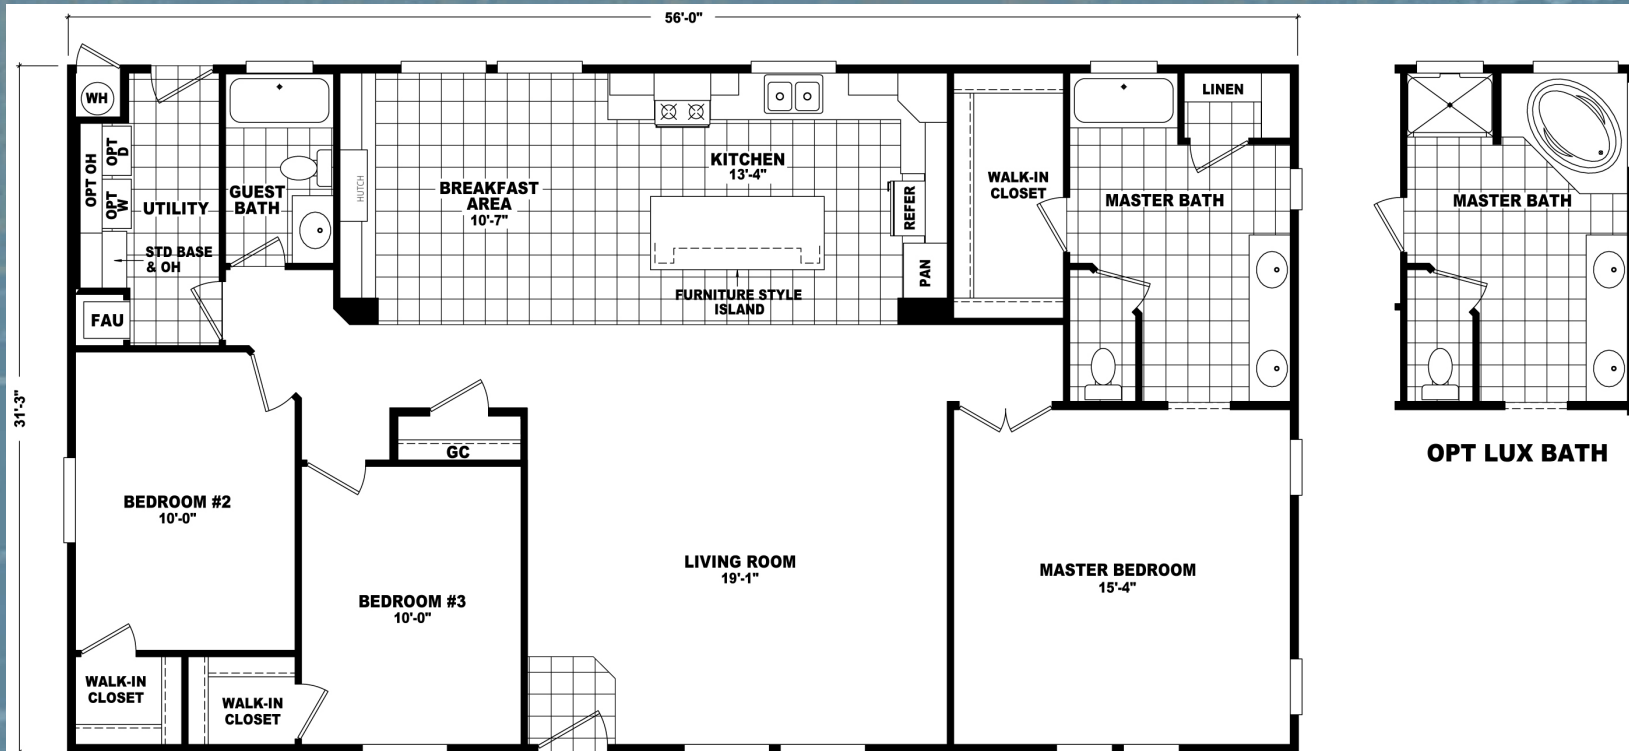 56'-0"
31'-3"
WH
OPT OH
OPT
D
OPT
W
UTILITY
STD BASE
& OH
FAU
GUEST
BATH
HUTCH
BREAKFAST
AREA
10'-7"
KITCHEN
13'-4"
REFER
PAN
FURNITURE STYLE
ISLAND
WALK-IN
CLOSET
LINEN
MASTER BATH
MASTER BATH
OPT LUX BATH
GC
BEDROOM #2
10'-0"
BEDROOM #3
10'-0"
LIVING ROOM
19'-1"
MASTER BEDROOM
15'-4"
WALK-IN
CLOSET
WALK-IN
CLOSET